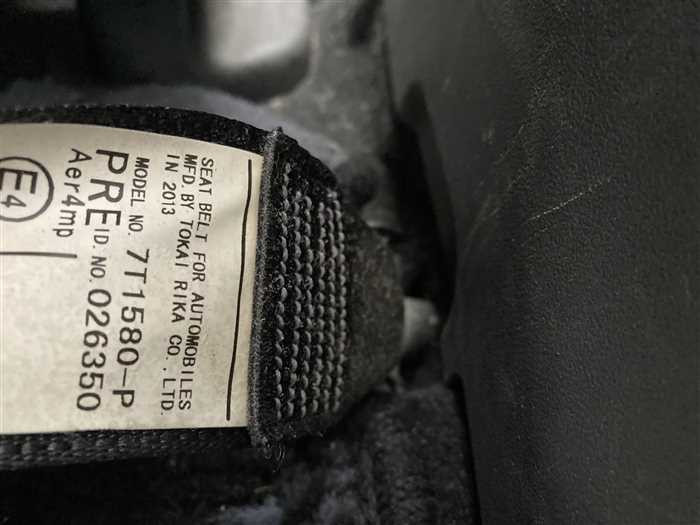 SEAT BELT FOR AUTOMOBILES
MFD. BY TOKAI RIKA CO., LTD.
IN 2013
MODEL NO. 7T1580-P
PRE ID. NO. 026350
Aer4mp
E4